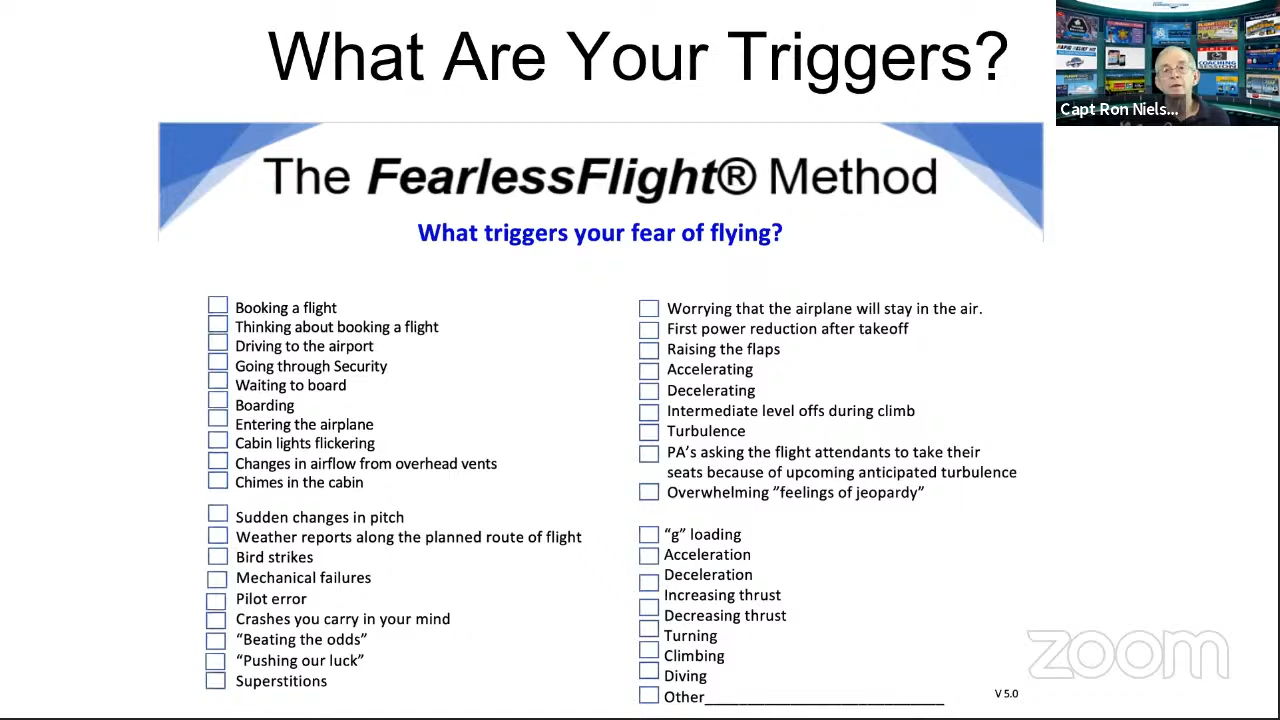 What Are Your Triggers?
Capt Ron Niels...
The FearlessFlight® Method
What triggers your fear of flying?
Booking a flight
Thinking about booking a flight
Driving to the airport
Going through Security
Waiting to board
Boarding
Entering the airplane
Cabin lights flickering
Changes in airflow from overhead vents
Chimes in the cabin
Sudden changes in pitch
Weather reports along the planned route of flight
Bird strikes
Mechanical failures
Pilot error
Crashes you carry in your mind
“Beating the odds”
“Pushing our luck”
Superstitions
Worrying that the airplane will stay in the air.
First power reduction after takeoff
Raising the flaps
Accelerating
Decelerating
Intermediate level offs during climb
Turbulence
PA’s asking the flight attendants to take their
seats because of upcoming anticipated turbulence
Overwhelming ”feelings of jeopardy”
“g” loading
Acceleration
Deceleration
Increasing thrust
Decreasing thrust
Turning
Climbing
Diving
Other____________________________
V 5.0
zoom